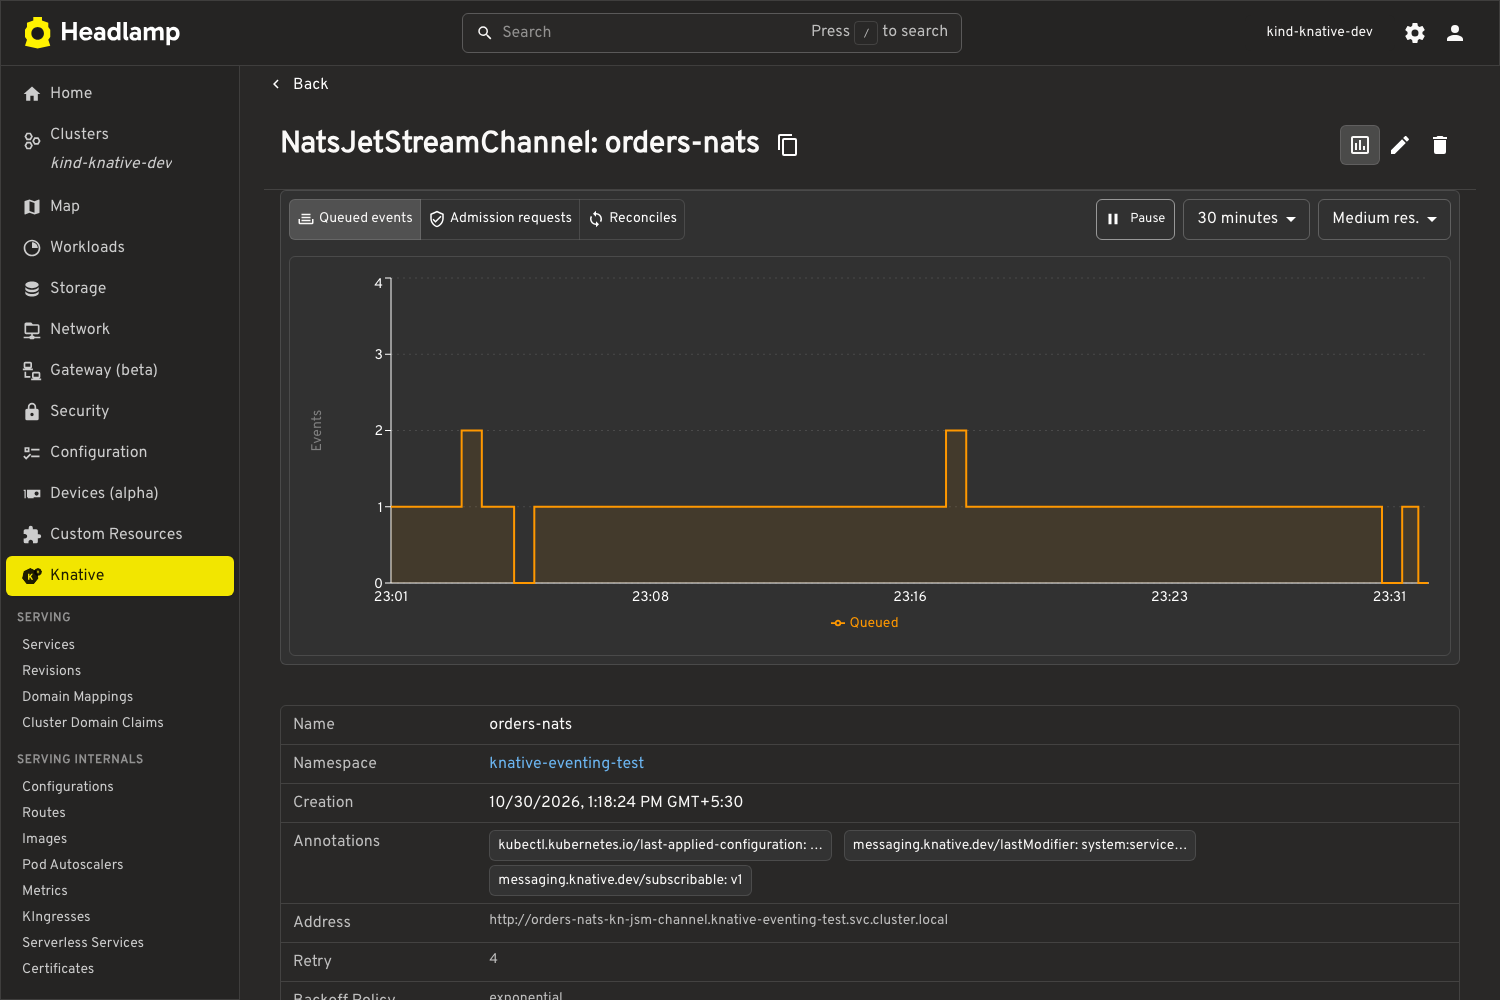 Headlamp
Search
Press / to search
kind-knative-dev
Home
Clusters
kind-knative-dev
Map
Workloads
Storage
Network
Gateway (beta)
Security
Configuration
Devices (alpha)
Custom Resources
Knative
SERVING
Services
Revisions
Domain Mappings
Cluster Domain Claims
SERVING INTERNALS
Configurations
Routes
Images
Pod Autoscalers
Metrics
KIngresses
Serverless Services
Certificates
Back
NatsJetStreamChannel: orders-nats
Queued events
Admission requests
Reconciles
Pause
30 minutes
Medium res.
4
3
2
1
0
Events
23:01
23:08
23:16
23:23
23:31
Queued
Name
orders-nats
Namespace
knative-eventing-test
Creation
10/30/2026, 1:18:24 PM GMT+5:30
Annotations
kubectl.kubernetes.io/last-applied-configuration: …
messaging.knative.dev/lastModifier: system:service…
messaging.knative.dev/subscribable: v1
Address
http://orders-nats-kn-jsm-channel.knative-eventing-test.svc.cluster.local
Retry
4
Backoff Policy
exponential